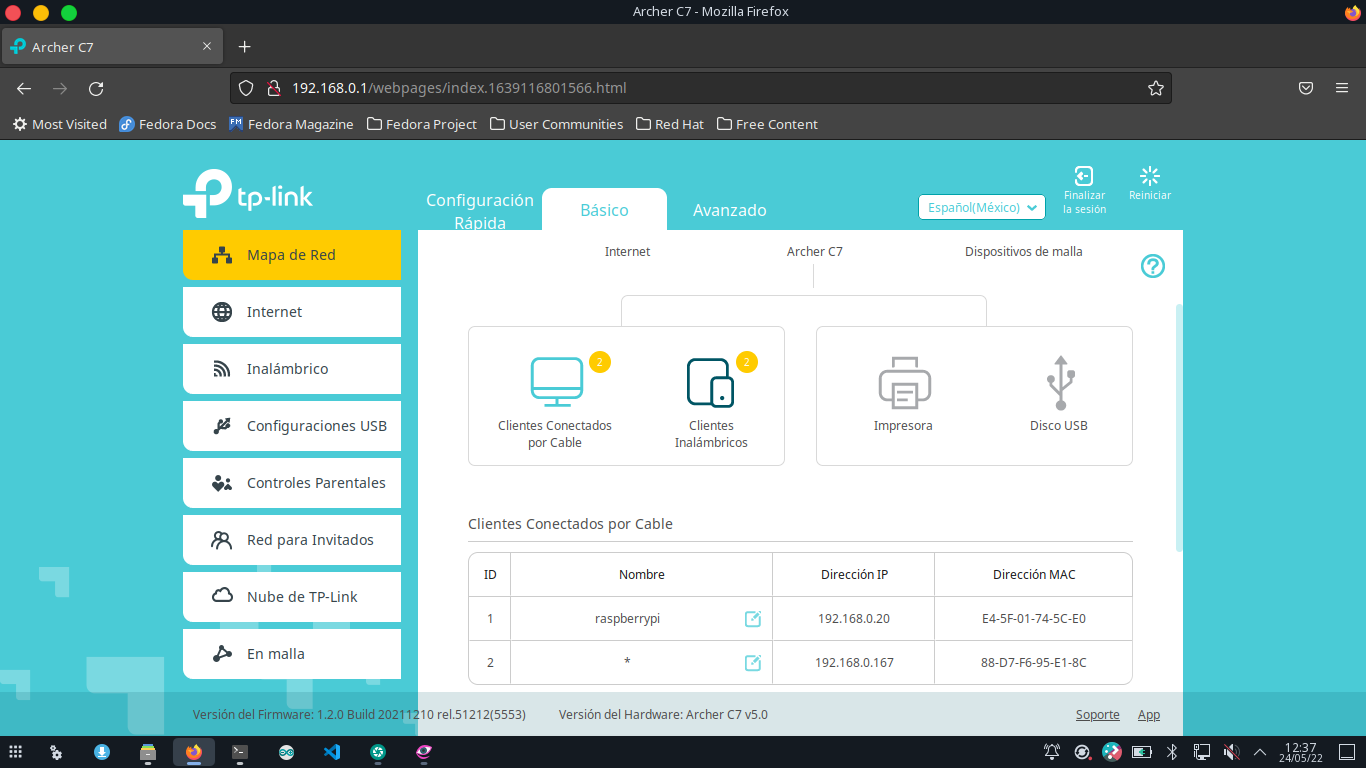 Archer C7 - Mozilla Firefox
Archer C7
192.168.0.1/webpages/index.1639116801566.html
Most Visited Fedora Docs Fedora Magazine Fedora Project User Communities Red Hat Free Content
tp-link
Configuración
Rápida
Básico
Avanzado
Español(México)
Finalizar
la sesión
Reiniciar
Mapa de Red
Internet
Inalámbrico
Configuraciones USB
Controles Parentales
Red para Invitados
Nube de TP-Link
En malla
Internet Archer C7 Dispositivos de malla
2
Clientes Conectados
por Cable
2
Clientes
Inalámbricos
Impresora
Disco USB
Clientes Conectados por Cable
ID Nombre Dirección IP Dirección MAC
1 raspberrypi 192.168.0.20 E4-5F-01-74-5C-E0
2 * 192.168.0.167 88-D7-F6-95-E1-8C
Versión del Firmware: 1.2.0 Build 20211210 rel.51212(5553) Versión del Hardware: Archer C7 v5.0 Soporte App
12:37
24/05/22